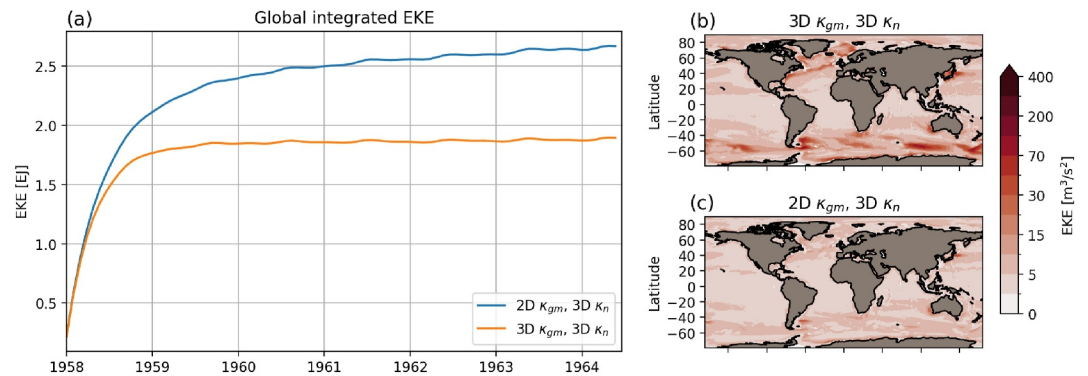 (a) Global integrated EKE
EKE [EJ]
2.5
2.0
1.5
1.0
0.5
2D κgm, 3D κn
3D κgm, 3D κn
1958 1959 1960 1961 1962 1963 1964
(b) 3D κgm, 3D κn
Latitude
80
60
40
20
0
−20
−40
−60
(c) 2D κgm, 3D κn
Latitude
80
60
40
20
0
−20
−40
−60
400
200
70
30
15
5
0
EKE [m³/s²]